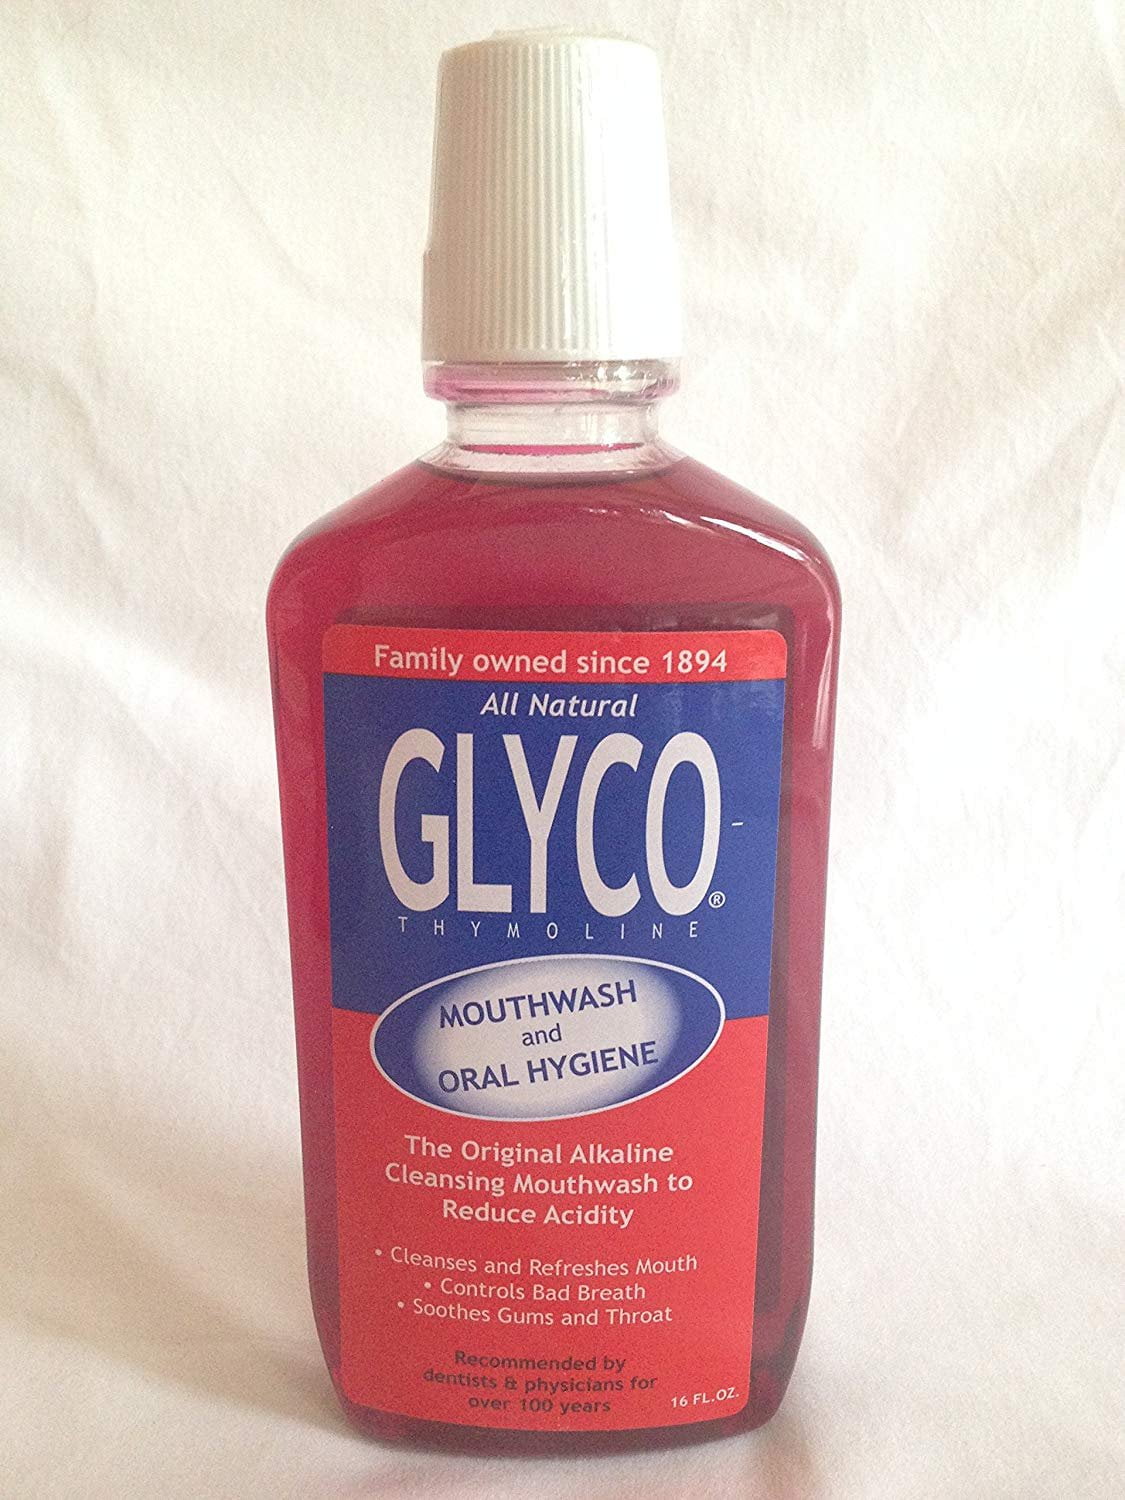 Family owned since 1894
All Natural
GLYCO-®
THYMOLINE
MOUTHWASH
and
ORAL HYGIENE
The Original Alkaline
Cleansing Mouthwash to
Reduce Acidity
• Cleanses and Refreshes Mouth
• Controls Bad Breath
• Soothes Gums and Throat
Recommended by
dentists & physicians for
over 100 years
16 FL.OZ.